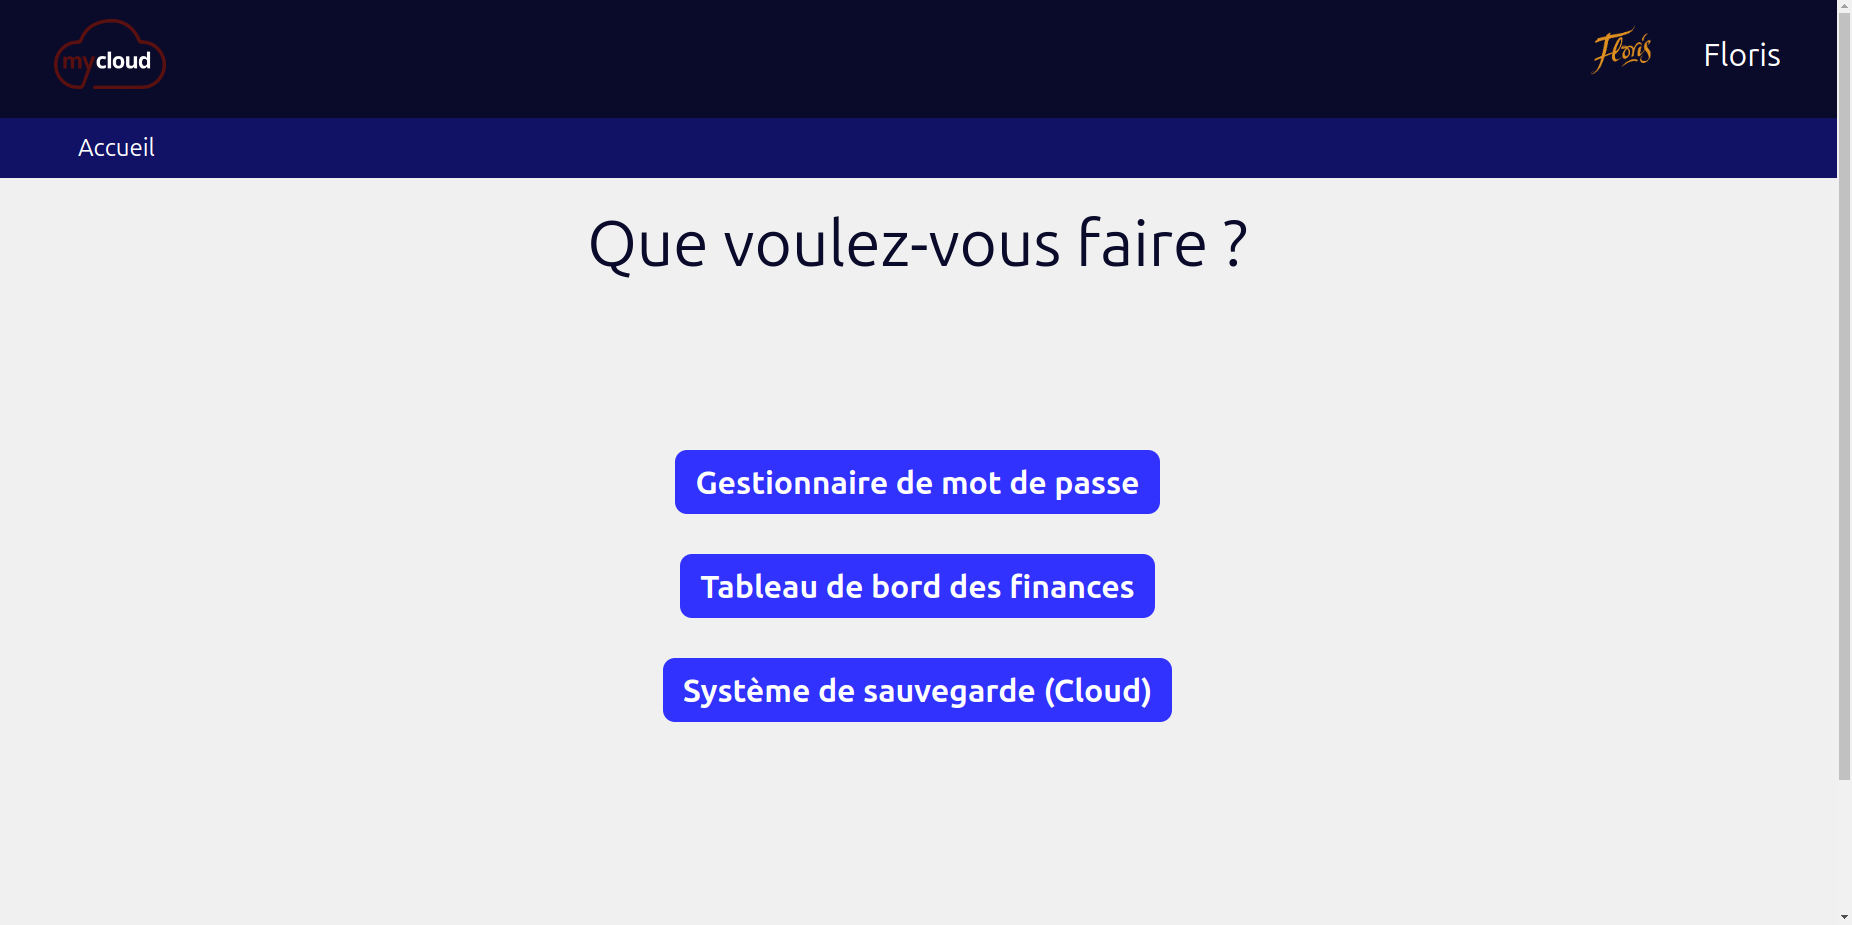 mycloud
Floris
Floris
Accueil
Que voulez-vous faire ?
Gestionnaire de mot de passe
Tableau de bord des finances
Système de sauvegarde (Cloud)